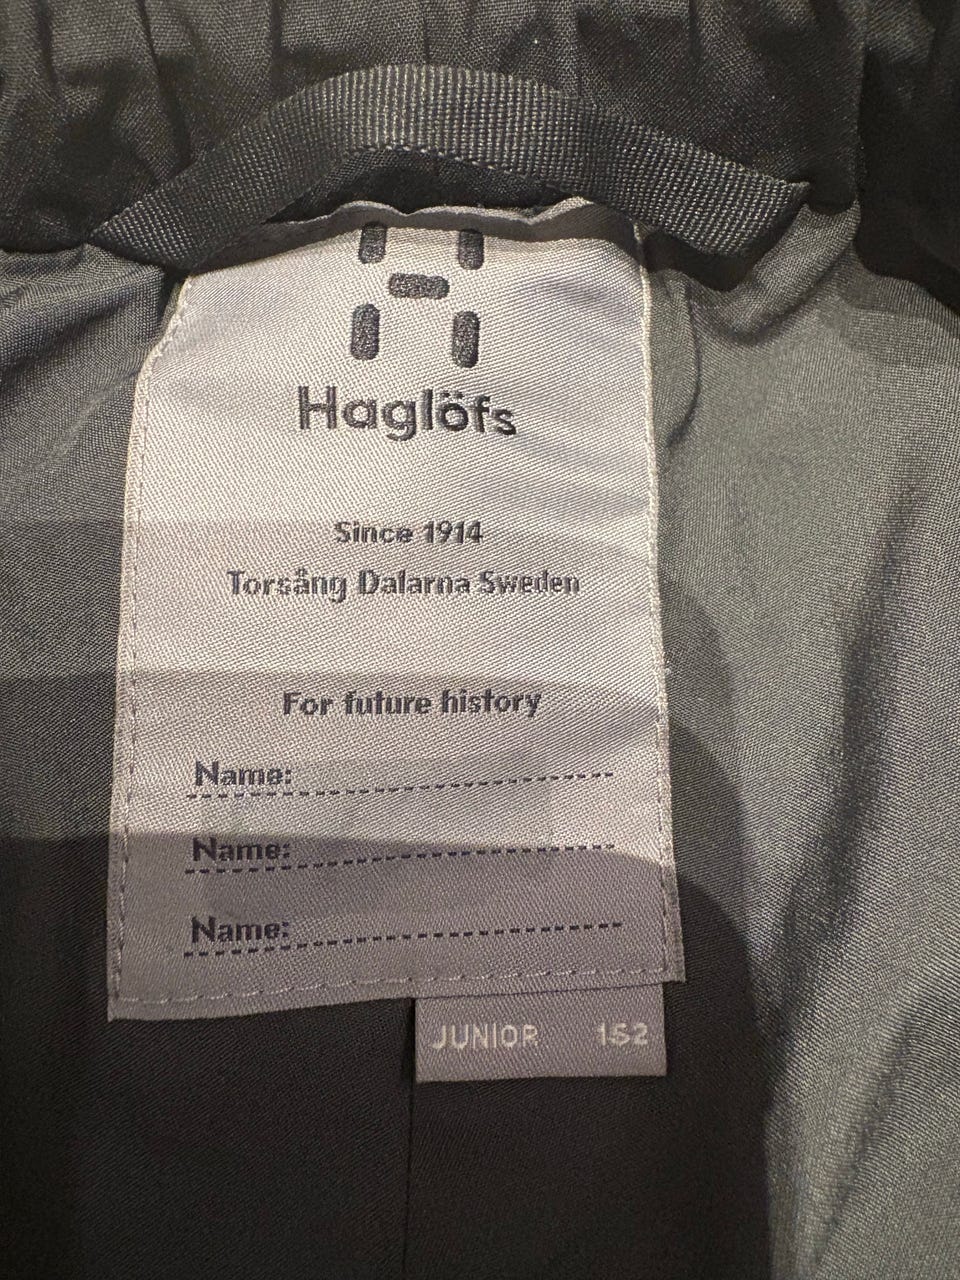 Haglöfs
Since 1914
Torsång Dalarna Sweden
For future history
Name:
Name:
Name:
JUNIOR 152